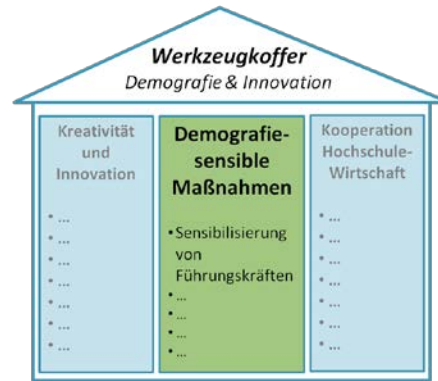 Werkzeugkoffer
Demografie & Innovation
Kreativität
und
Innovation
• ...
• ...
• ...
• ...
• ...
• ...
• ...
Demografie-
sensible
Maßnahmen
• Sensibilisierung
von
Führungskräften
• ...
• ...
• ...
• ...
Kooperation
Hochschule-
Wirtschaft
• ...
• ...
• ...
• ...
• ...
• ...
• ...